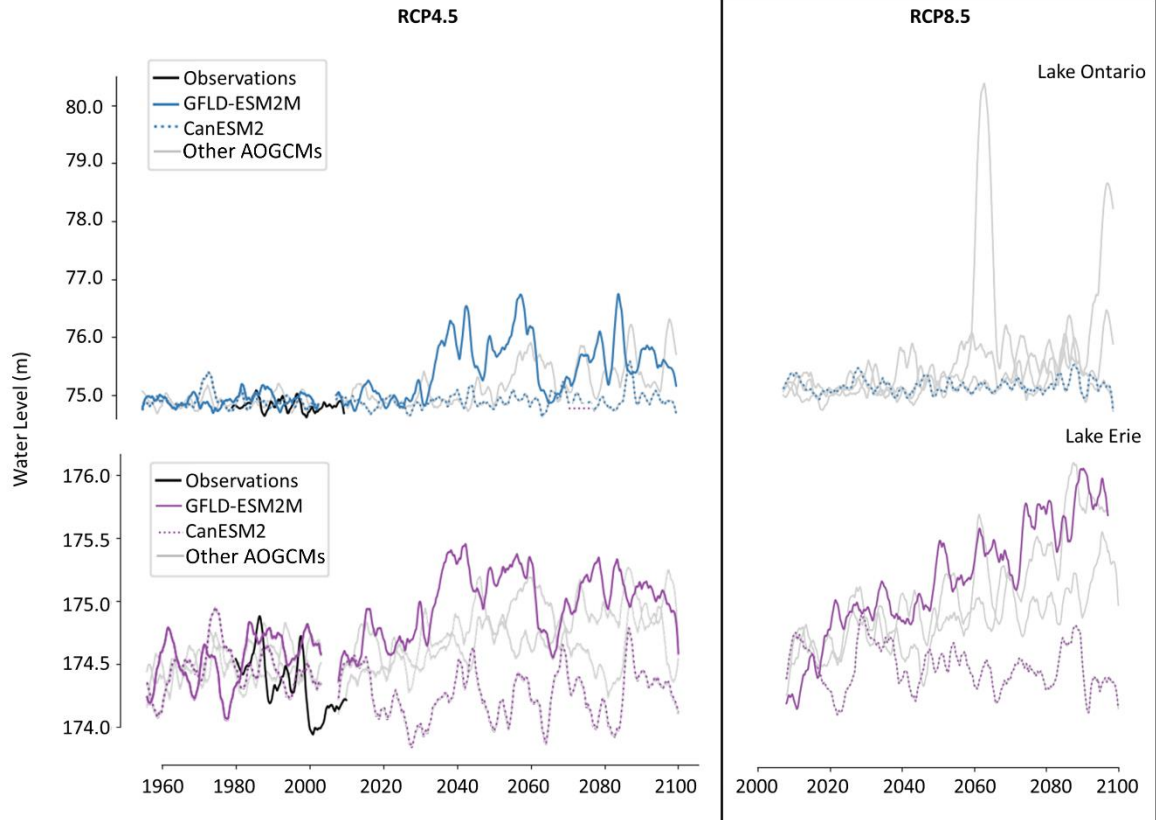 RCP4.5
RCP8.5
Lake Ontario
Observations
GFLD-ESM2M
CanESM2
Other AOGCMs
80.0
79.0
78.0
77.0
76.0
75.0
Water Level (m)
Lake Erie
Observations
GFLD-ESM2M
CanESM2
Other AOGCMs
176.0
175.5
175.0
174.5
174.0
1960 1980 2000 2020 2040 2060 2080 2100
2000 2020 2040 2060 2080 2100